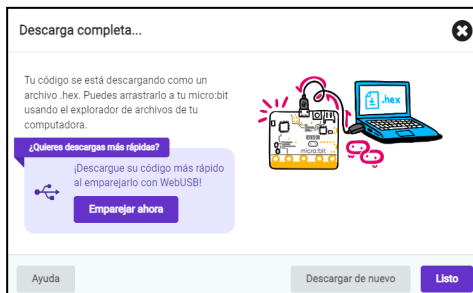 Descarga completa...
Tu código se está descargando como un
archivo .hex. Puedes arrastrarlo a tu micro:bit
usando el explorador de archivos de tu
computadora.
¿Quieres descargas más rápidas?
¡Descargue su código más rápido
al emparejarlo con WebUSB!
Emparejar ahora
.hex
micro:bit
Ayuda
Descargar de nuevo
Listo